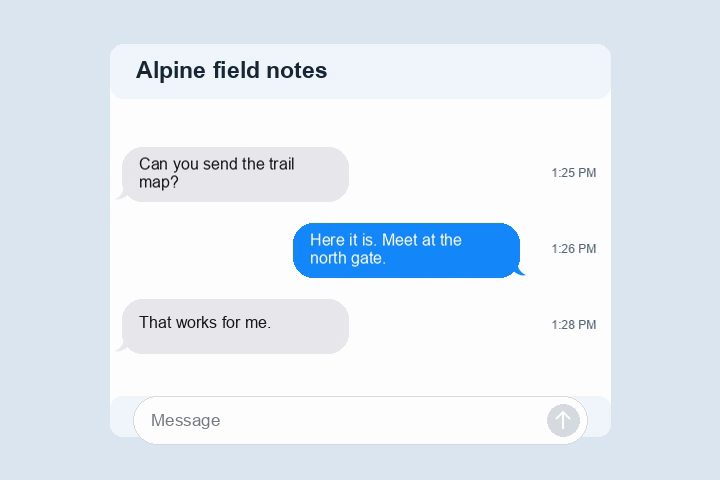 Alpine field notes
Can you send the trail
map?
1:25 PM
Here it is. Meet at the
north gate.
1:26 PM
That works for me.
1:28 PM
Message